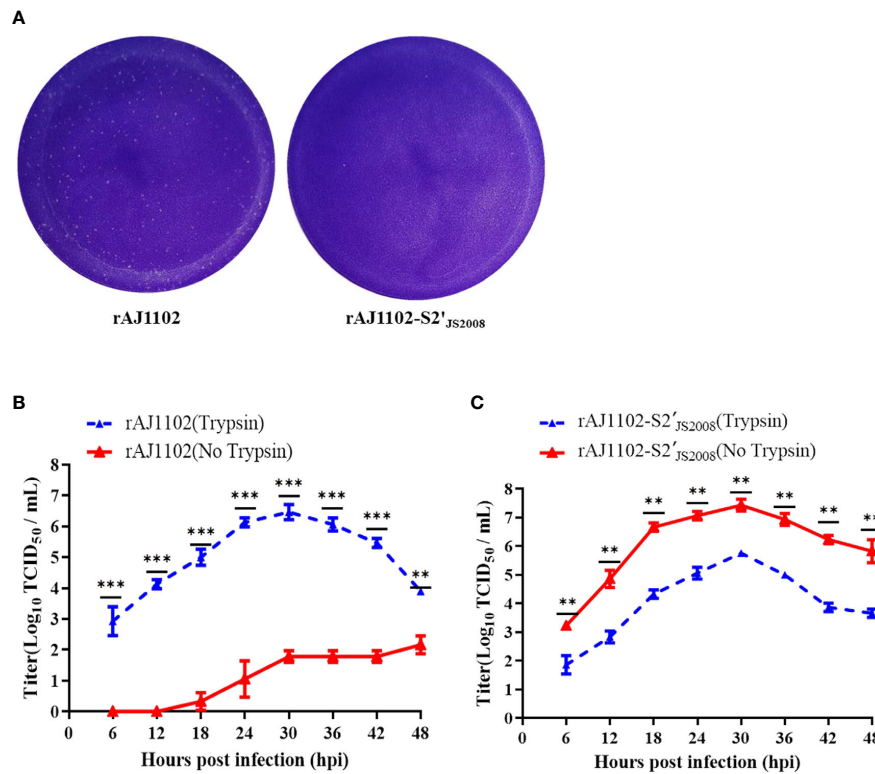 A
rAJ1102
rAJ1102-S2'JS2008
B
rAJ1102(Trypsin)
rAJ1102(No Trypsin)
Titer(Log10 TCID50 / mL)
8
7
6
5
4
3
2
1
0
*** *** *** *** *** *** *** **
0 6 12 18 24 30 36 42 48
Hours post infection (hpi)
C
rAJ1102-S2′JS2008(Trypsin)
rAJ1102-S2′JS2008(No Trypsin)
Titer(Log10 TCID50 / mL)
8
7
6
5
4
3
2
1
0
** ** ** ** ** ** ** **
0 6 12 18 24 30 36 42 48
Hours post infection (hpi)